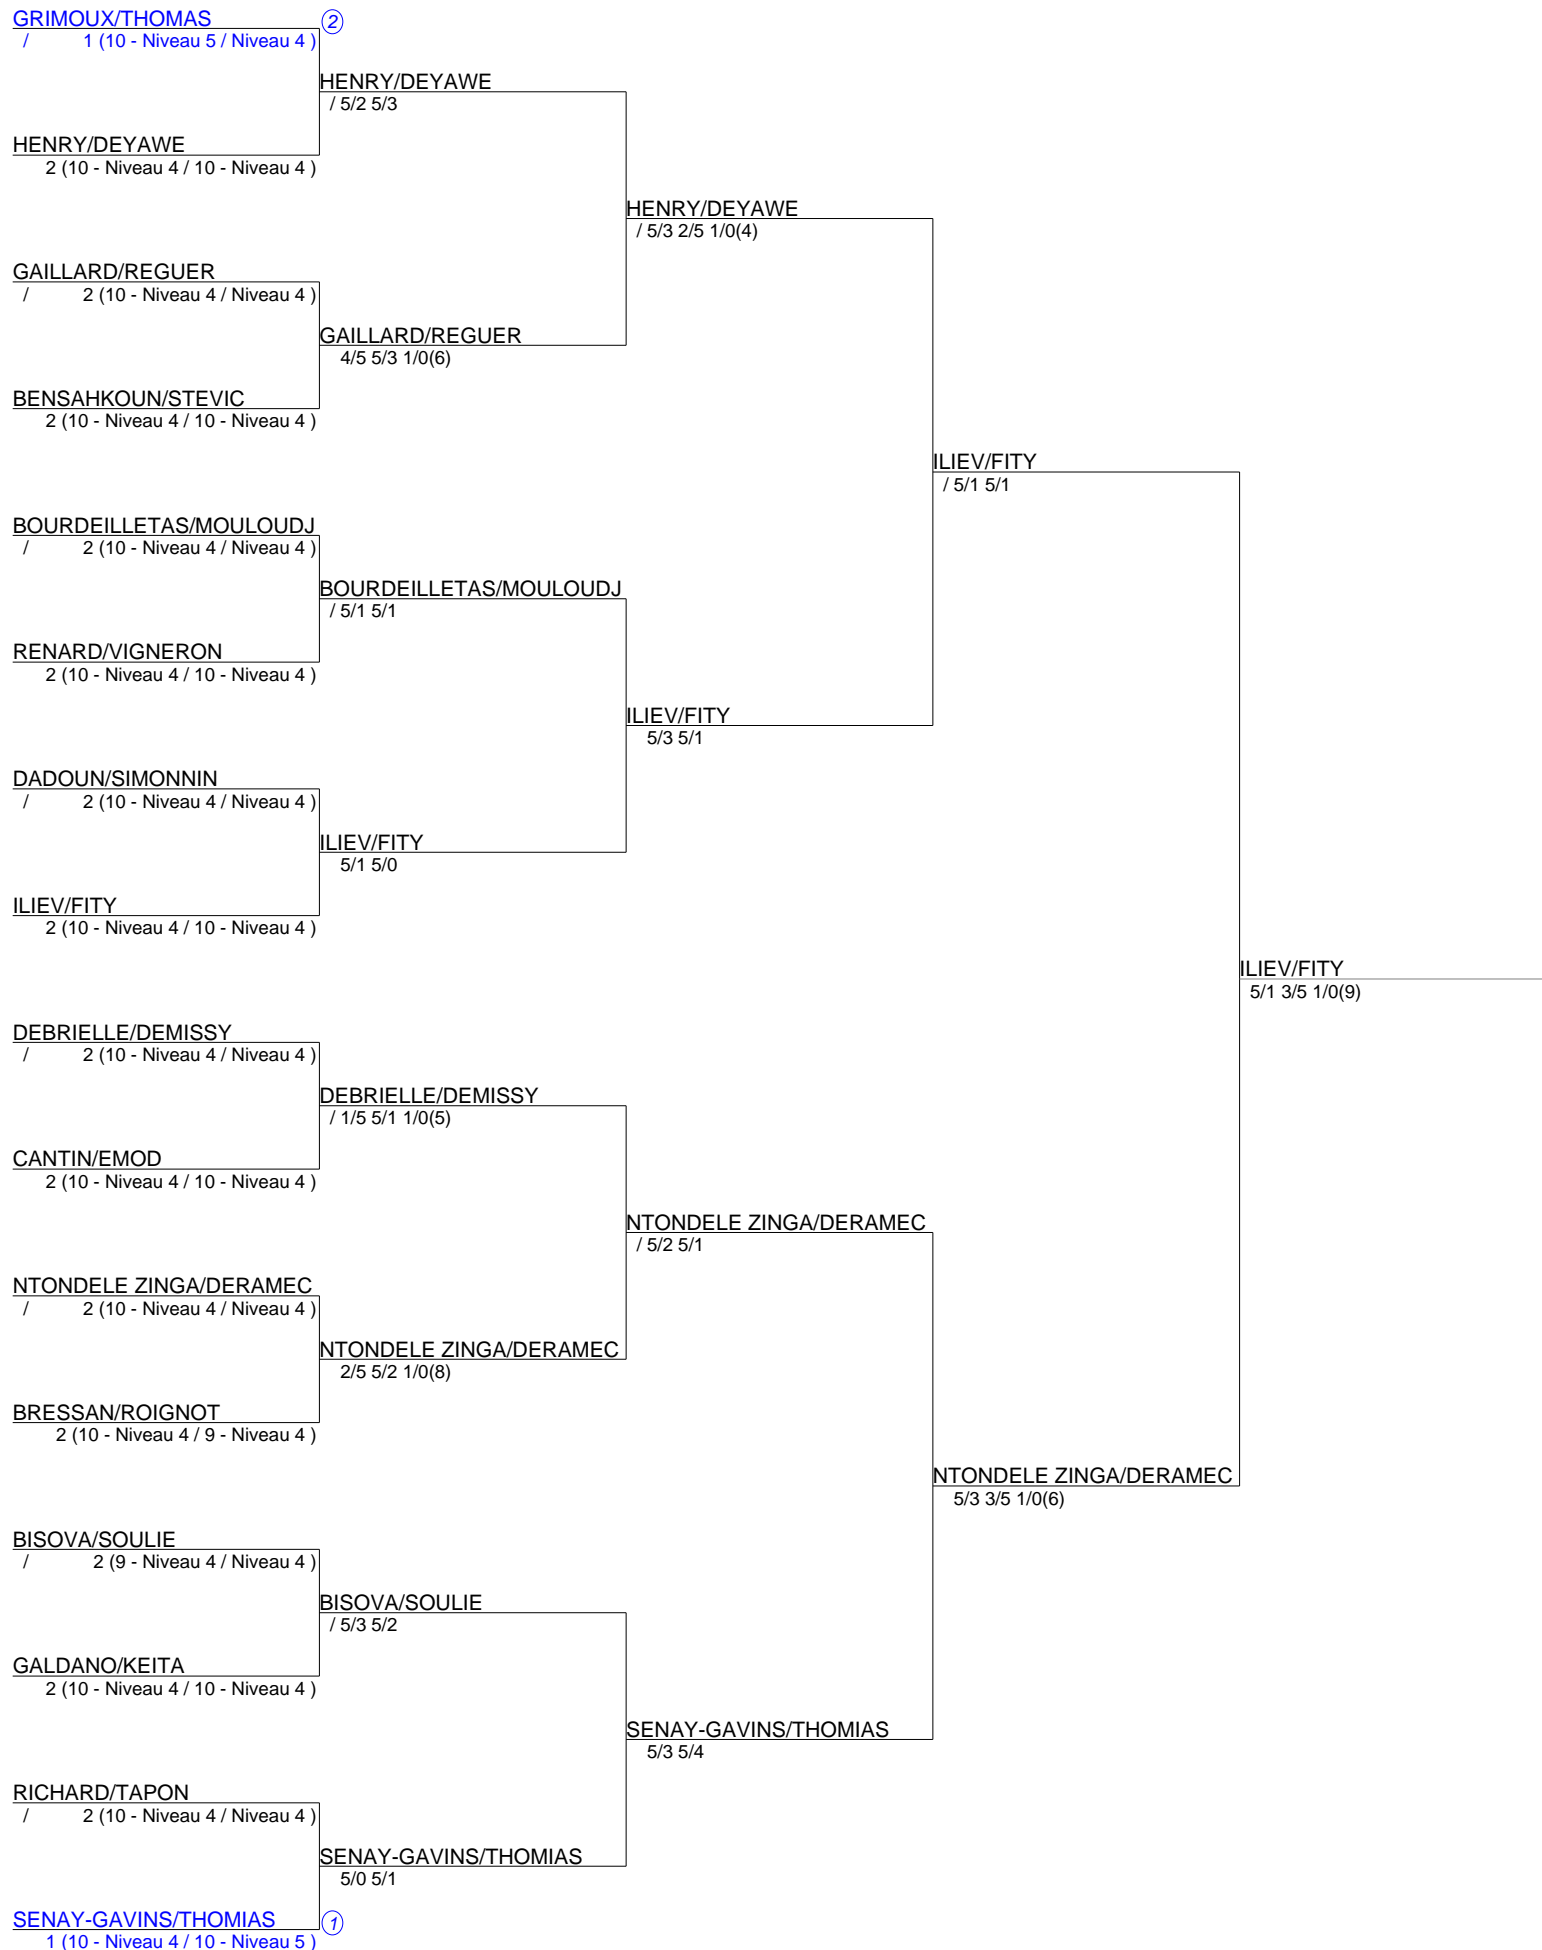 GRIMOUX/THOMAS
2
/ 1 (10 - Niveau 5 / Niveau 4 )
HENRY/DEYAWE
/ 5/2 5/3
HENRY/DEYAWE
2 (10 - Niveau 4 / 10 - Niveau 4 )
HENRY/DEYAWE
/ 5/3 2/5 1/0(4)
GAILLARD/REGUER
/ 2 (10 - Niveau 4 / Niveau 4 )
GAILLARD/REGUER
4/5 5/3 1/0(6)
BENSAHKOUN/STEVIC
2 (10 - Niveau 4 / 10 - Niveau 4 )
ILIEV/FITY
/ 5/1 5/1
BOURDEILLETAS/MOULOUDJ
/ 2 (10 - Niveau 4 / Niveau 4 )
BOURDEILLETAS/MOULOUDJ
/ 5/1 5/1
RENARD/VIGNERON
2 (10 - Niveau 4 / 10 - Niveau 4 )
ILIEV/FITY
5/3 5/1
DADOUN/SIMONNIN
/ 2 (10 - Niveau 4 / Niveau 4 )
ILIEV/FITY
5/1 5/0
ILIEV/FITY
2 (10 - Niveau 4 / 10 - Niveau 4 )
ILIEV/FITY
5/1 3/5 1/0(9)
DEBRIELLE/DEMISSY
/ 2 (10 - Niveau 4 / Niveau 4 )
DEBRIELLE/DEMISSY
/ 1/5 5/1 1/0(5)
CANTIN/EMOD
2 (10 - Niveau 4 / 10 - Niveau 4 )
NTONDELE ZINGA/DERAMEC
/ 5/2 5/1
NTONDELE ZINGA/DERAMEC
/ 2 (10 - Niveau 4 / Niveau 4 )
NTONDELE ZINGA/DERAMEC
2/5 5/2 1/0(8)
BRESSAN/ROIGNOT
2 (10 - Niveau 4 / 9 - Niveau 4 )
NTONDELE ZINGA/DERAMEC
5/3 3/5 1/0(6)
BISOVA/SOULIE
/ 2 (9 - Niveau 4 / Niveau 4 )
BISOVA/SOULIE
/ 5/3 5/2
GALDANO/KEITA
2 (10 - Niveau 4 / 10 - Niveau 4 )
SENAY-GAVINS/THOMIAS
5/3 5/4
RICHARD/TAPON
/ 2 (10 - Niveau 4 / Niveau 4 )
SENAY-GAVINS/THOMIAS
5/0 5/1
SENAY-GAVINS/THOMIAS
1
1 (10 - Niveau 4 / 10 - Niveau 5 )